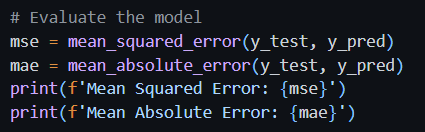 # Evaluate the model
mse = mean_squared_error(y_test, y_pred)
mae = mean_absolute_error(y_test, y_pred)
print(f'Mean Squared Error: {mse}')
print(f'Mean Absolute Error: {mae}')